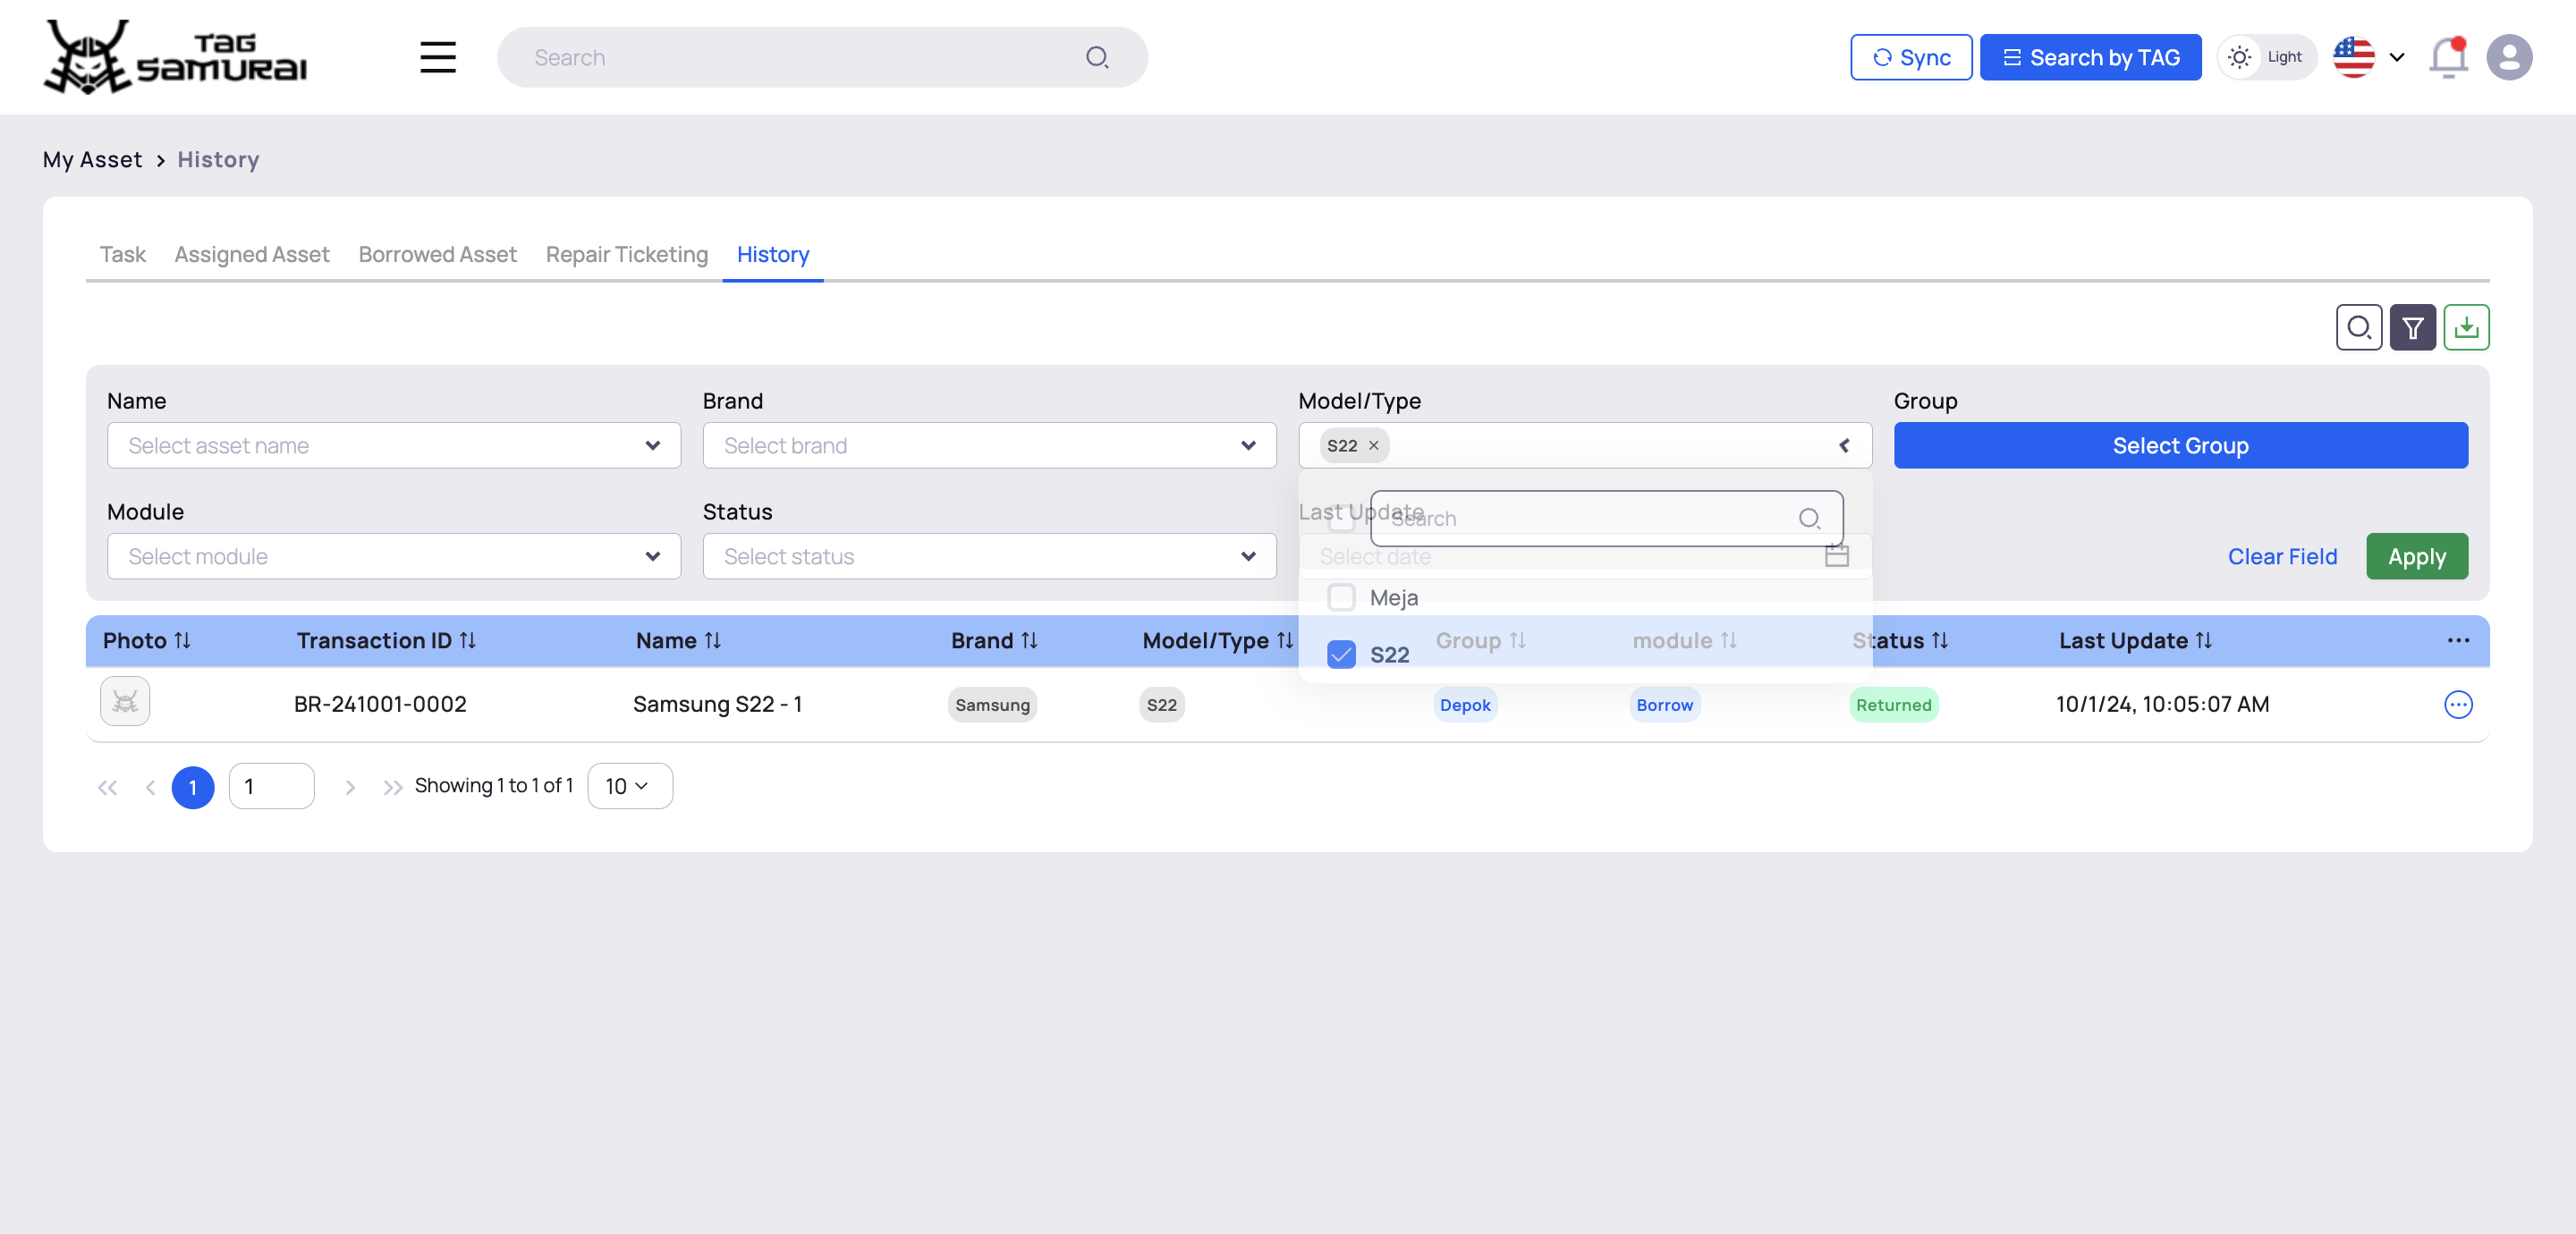 TAG SAMURAI
Search
Sync
Search by TAG
Light
My Asset > History
Task
Assigned Asset
Borrowed Asset
Repair Ticketing
History
Name
Brand
Model/Type
Group
Select asset name
Select brand
S22 ×
Select Group
Module
Status
Last Update
Search
Select module
Select status
Select date
Clear Field
Apply
Meja
S22
Photo
Transaction ID
Name
Brand
Model/Type
Group
module
Status
Last Update
BR-241001-0002
Samsung S22 - 1
Samsung
S22
Depok
Borrow
Returned
10/1/24, 10:05:07 AM
1
1
Showing 1 to 1 of 1
10